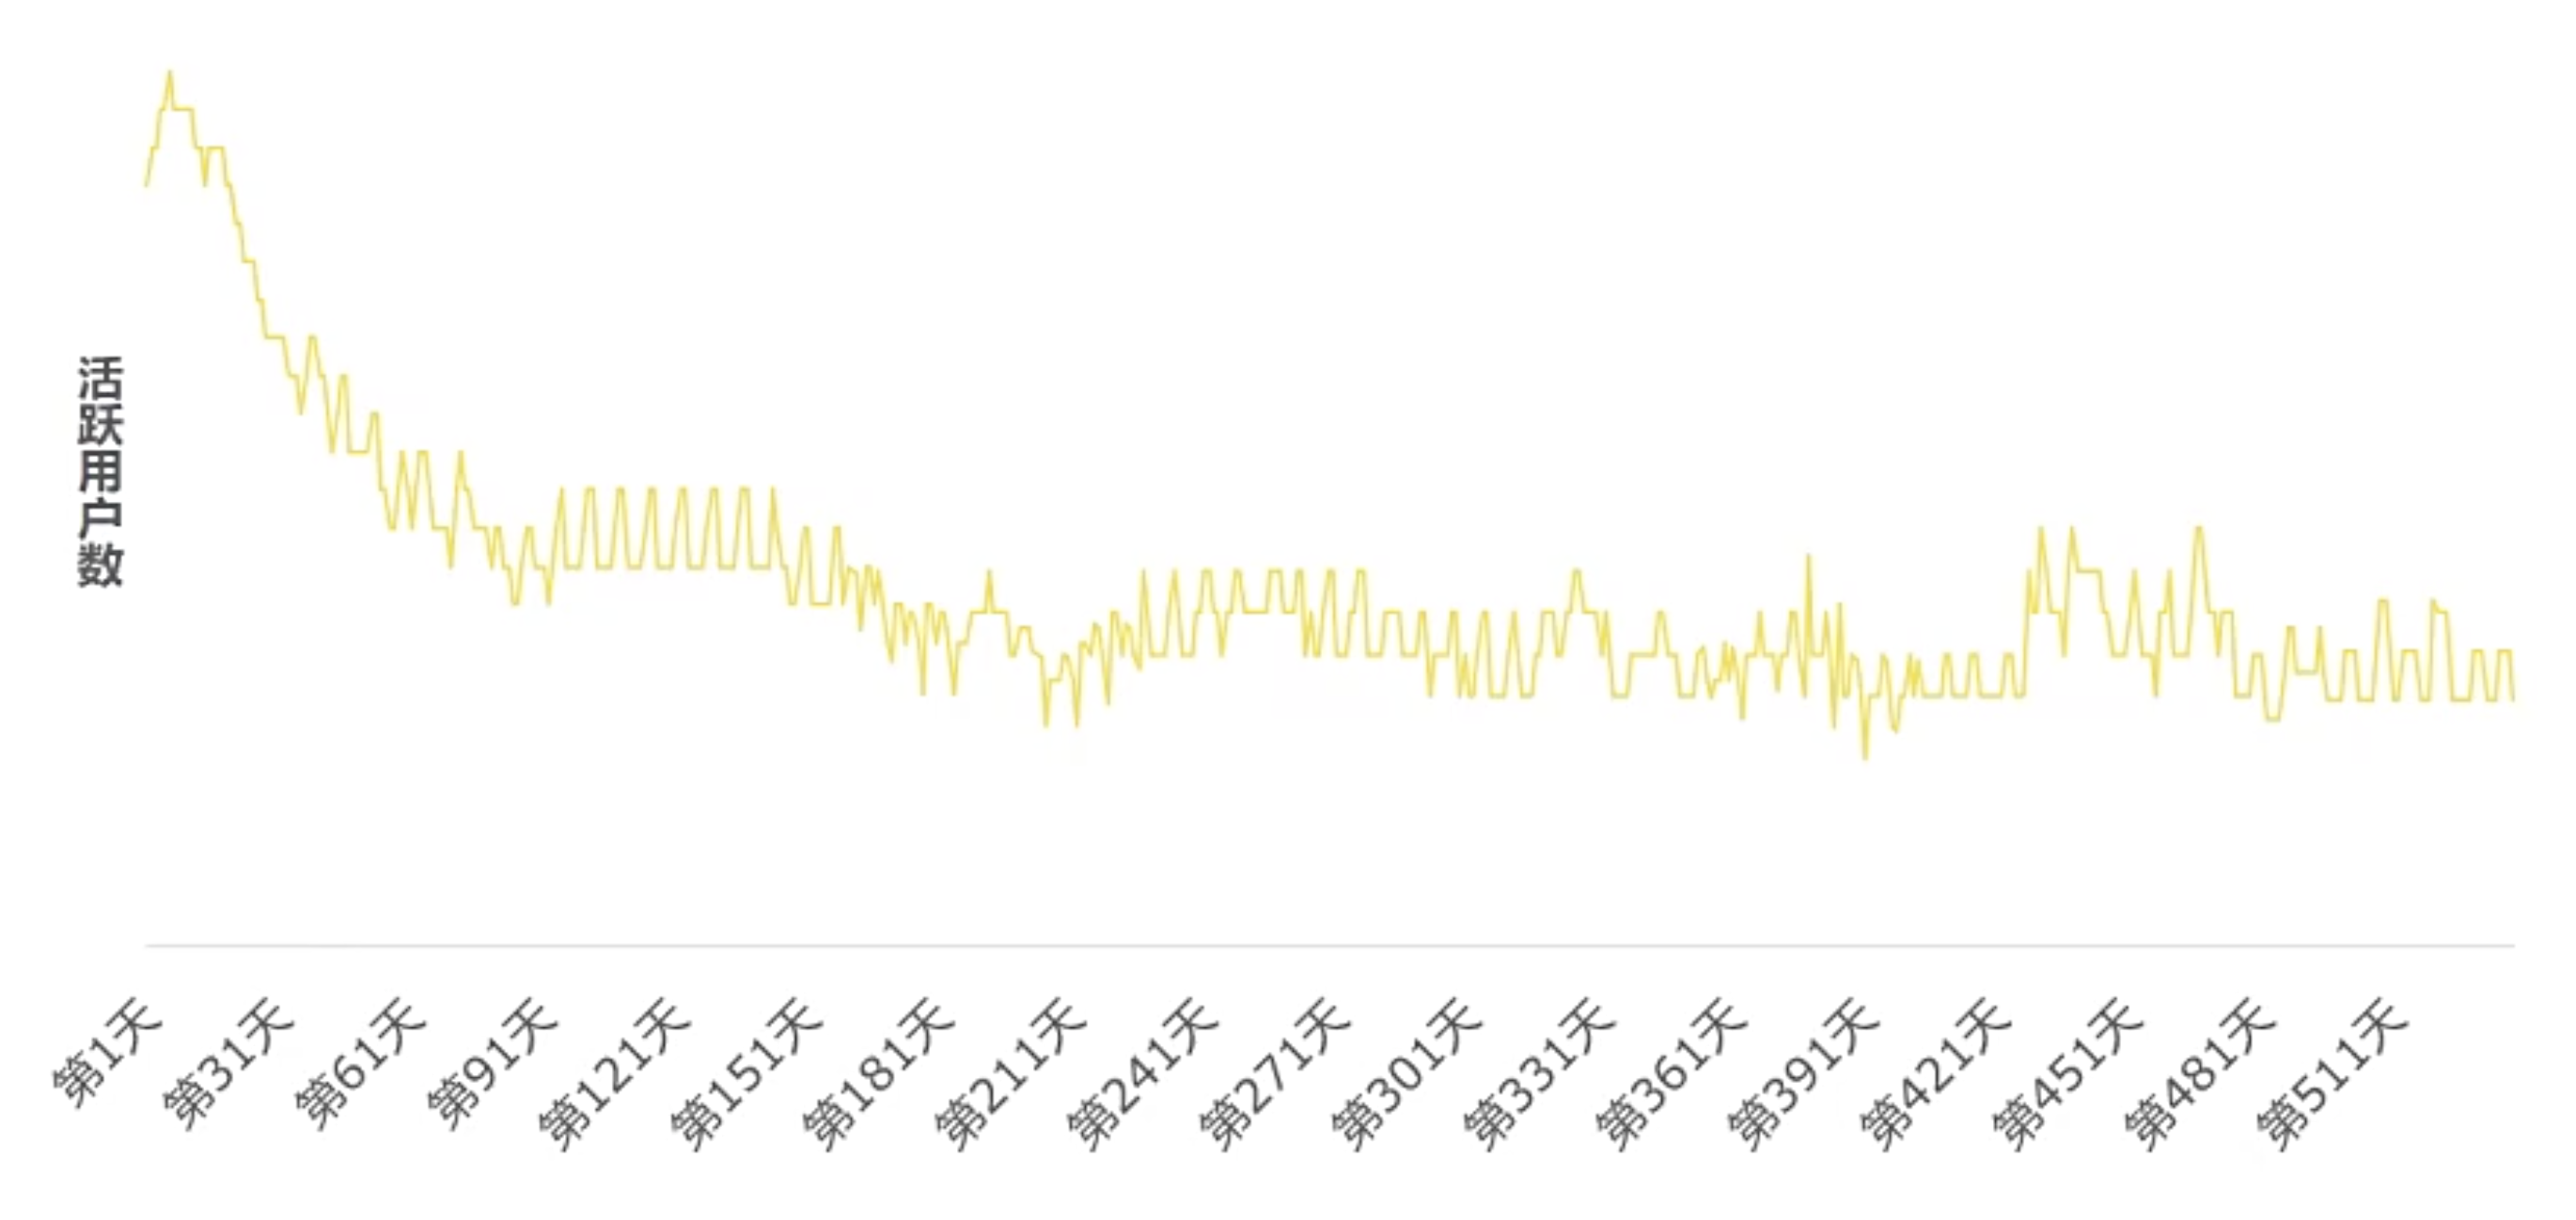 活跃用户数
第1天
第31天
第61天
第91天
第121天
第151天
第181天
第211天
第241天
第271天
第301天
第331天
第361天
第391天
第421天
第451天
第481天
第511天